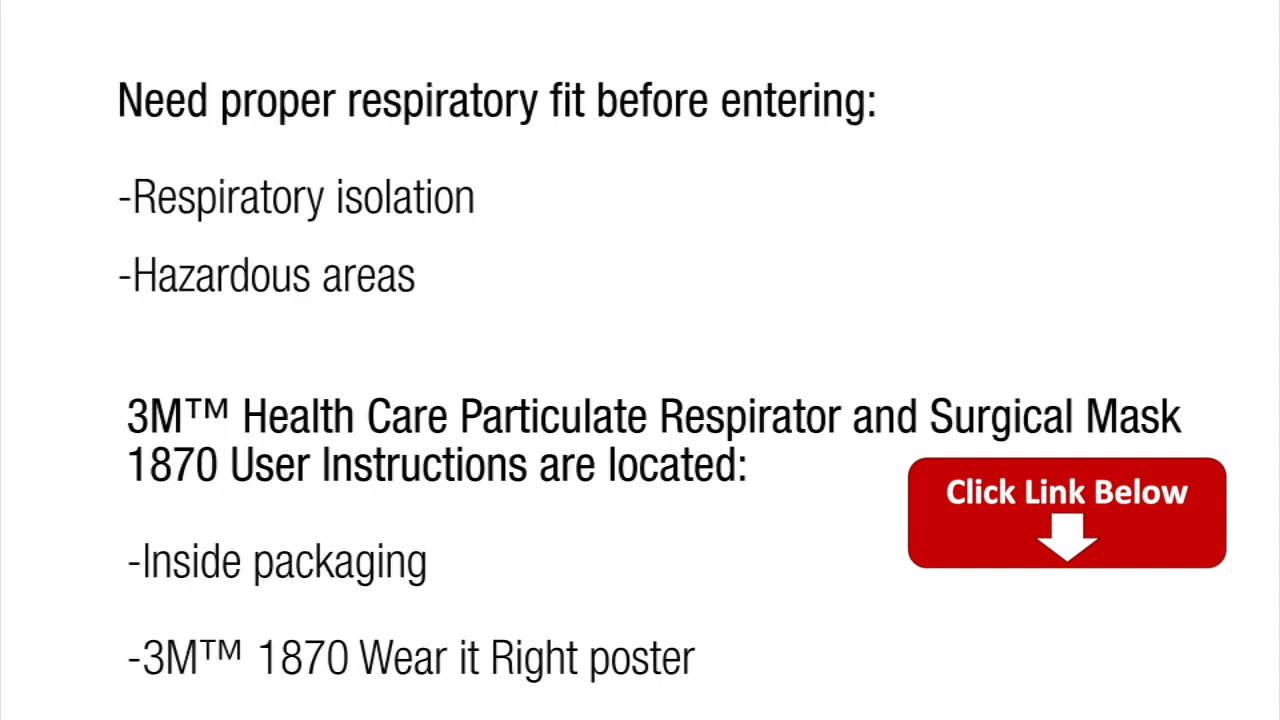 Need proper respiratory fit before entering:
-Respiratory isolation
-Hazardous areas
3M™ Health Care Particulate Respirator and Surgical Mask
1870 User Instructions are located:
Click Link Below
-Inside packaging
-3M™ 1870 Wear it Right poster